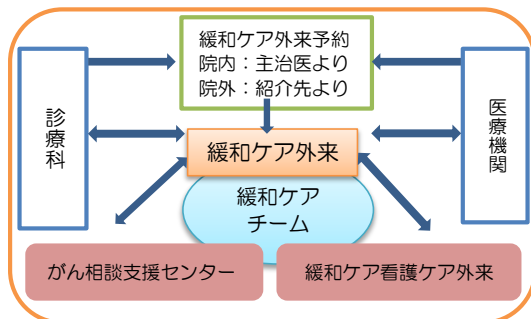 緩和ケア外来予約
院内：主治医より
院外：紹介先より
診療科
医療機関
緩和ケア外来
緩和ケア
チーム
がん相談支援センター
緩和ケア看護ケア外来